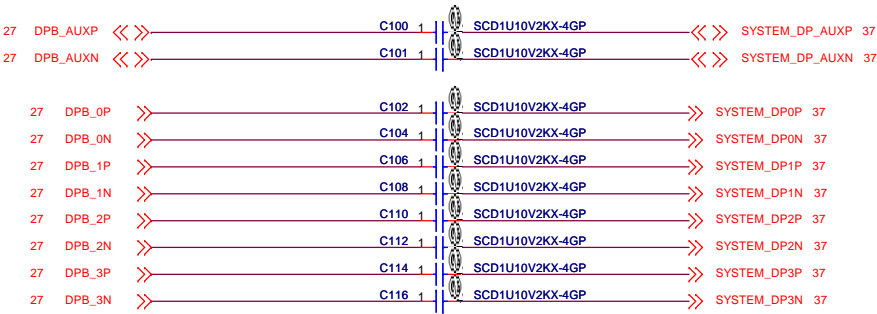 27 DPB_AUXP C100 1 SCD1U10V2KX-4GP SYSTEM_DP_AUXP 37
27 DPB_AUXN C101 1 SCD1U10V2KX-4GP SYSTEM_DP_AUXN 37
27 DPB_0P C102 1 SCD1U10V2KX-4GP SYSTEM_DP0P 37
27 DPB_0N C104 1 SCD1U10V2KX-4GP SYSTEM_DP0N 37
27 DPB_1P C106 1 SCD1U10V2KX-4GP SYSTEM_DP1P 37
27 DPB_1N C108 1 SCD1U10V2KX-4GP SYSTEM_DP1N 37
27 DPB_2P C110 1 SCD1U10V2KX-4GP SYSTEM_DP2P 37
27 DPB_2N C112 1 SCD1U10V2KX-4GP SYSTEM_DP2N 37
27 DPB_3P C114 1 SCD1U10V2KX-4GP SYSTEM_DP3P 37
27 DPB_3N C116 1 SCD1U10V2KX-4GP SYSTEM_DP3N 37